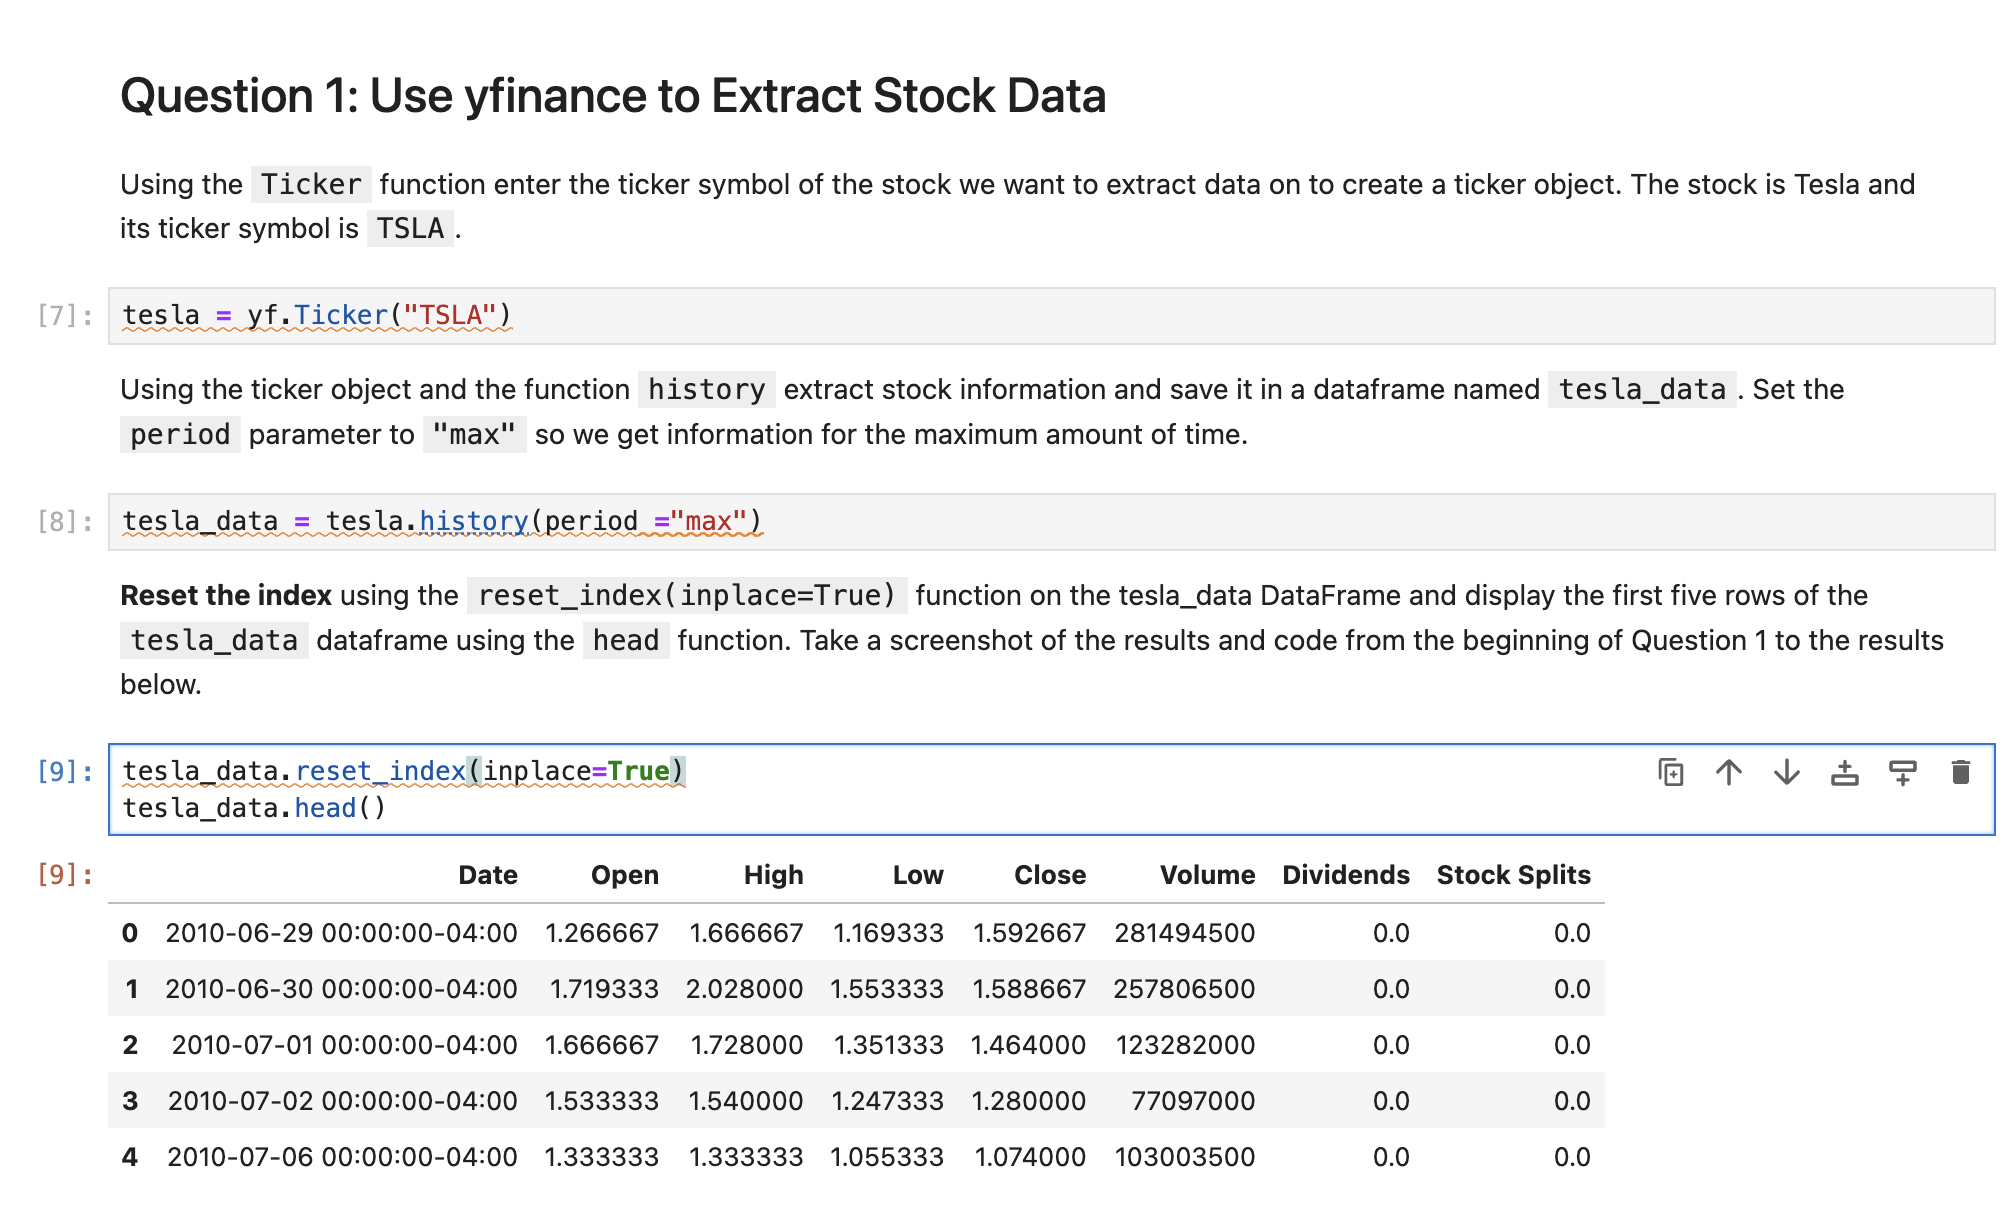 Question 1: Use yfinance to Extract Stock Data
Using the Ticker function enter the ticker symbol of the stock we want to extract data on to create a ticker object. The stock is Tesla and
its ticker symbol is TSLA .
[7]: tesla = yf.Ticker("TSLA")
Using the ticker object and the function history extract stock information and save it in a dataframe named tesla_data . Set the
period parameter to "max" so we get information for the maximum amount of time.
[8]: tesla_data = tesla.history(period ="max")
Reset the index using the reset_index(inplace=True) function on the tesla_data DataFrame and display the first five rows of the
tesla_data dataframe using the head function. Take a screenshot of the results and code from the beginning of Question 1 to the results
below.
[9]: tesla_data.reset_index(inplace=True)
tesla_data.head()
[9]: Date Open High Low Close Volume Dividends Stock Splits
0 2010-06-29 00:00:00-04:00 1.266667 1.666667 1.169333 1.592667 281494500 0.0 0.0
1 2010-06-30 00:00:00-04:00 1.719333 2.028000 1.553333 1.588667 257806500 0.0 0.0
2 2010-07-01 00:00:00-04:00 1.666667 1.728000 1.351333 1.464000 123282000 0.0 0.0
3 2010-07-02 00:00:00-04:00 1.533333 1.540000 1.247333 1.280000 77097000 0.0 0.0
4 2010-07-06 00:00:00-04:00 1.333333 1.333333 1.055333 1.074000 103003500 0.0 0.0